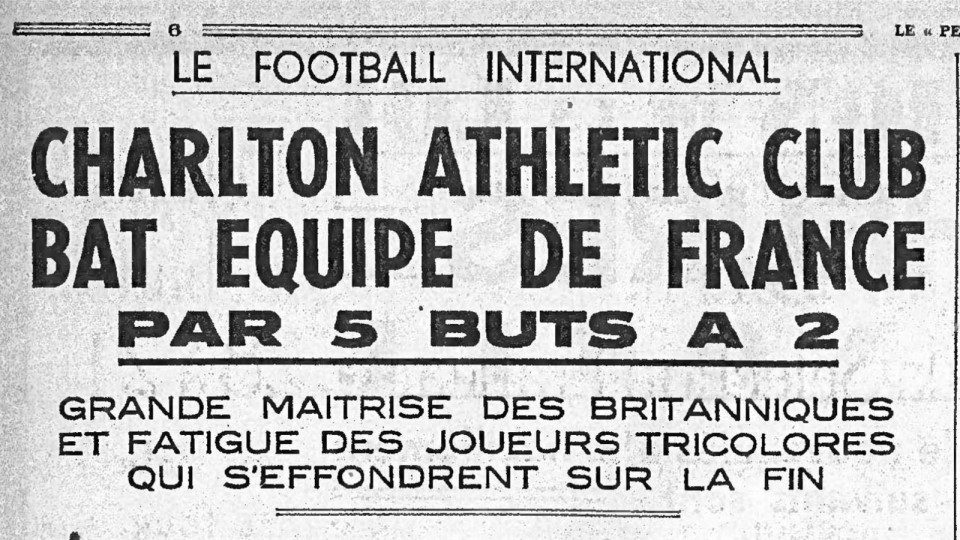 6
LE « PE
LE FOOTBALL INTERNATIONAL
CHARLTON ATHLETIC CLUB
BAT EQUIPE DE FRANCE
PAR 5 BUTS A 2
GRANDE MAITRISE DES BRITANNIQUES
ET FATIGUE DES JOUEURS TRICOLORES
QUI S'EFFONDRENT SUR LA FIN